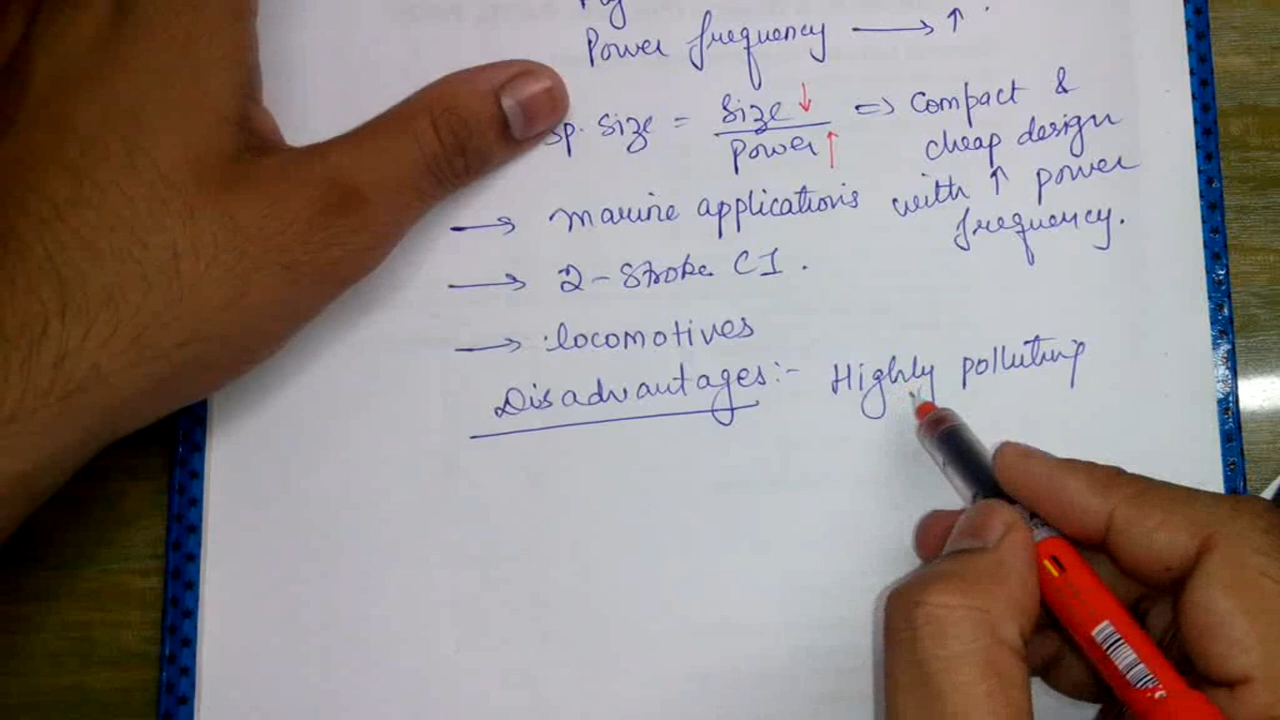 Power frequency ⟶ ↑
sp. size = Size ↓ / Power ↑ ⇒ Compact & cheap design
→ Marine applications with ↑ power frequency.
→ 2-Stroke CI.
→ locomotives
Disadvantages:- Highly polluting